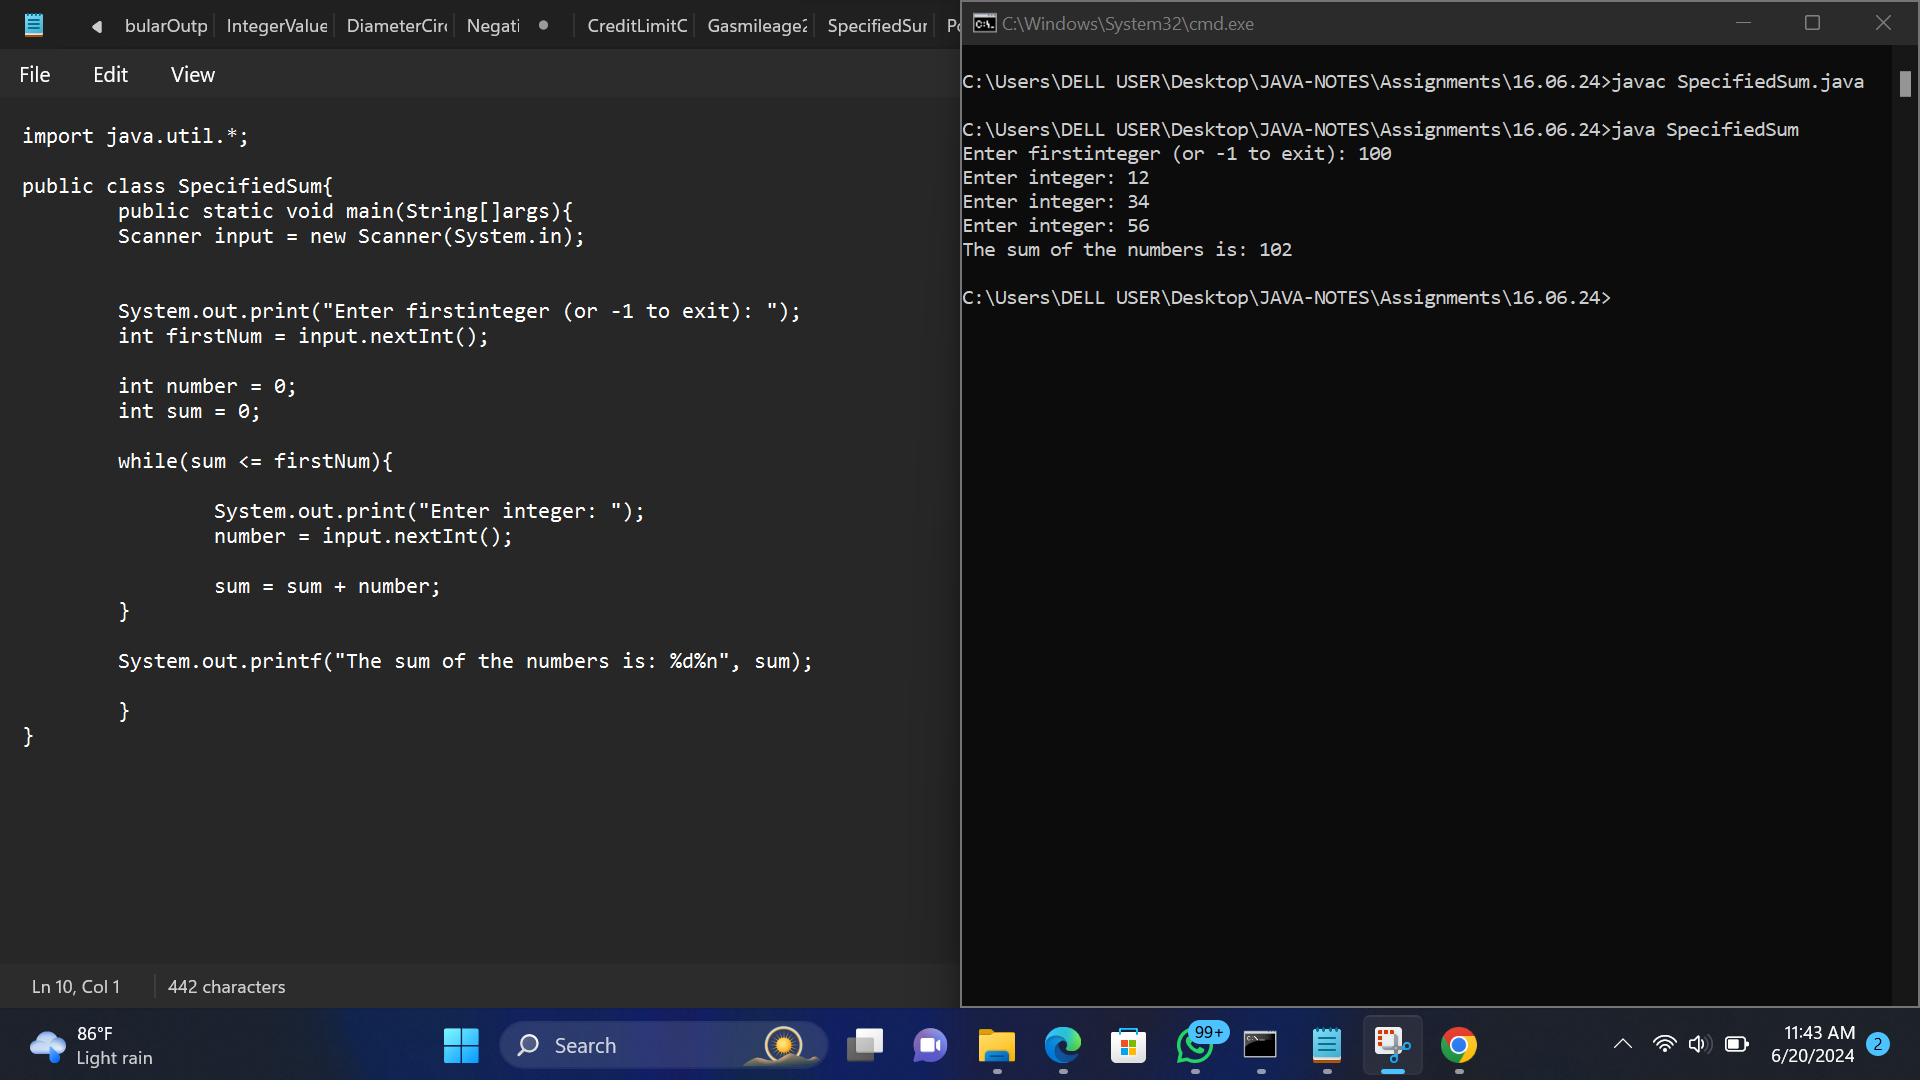 bularOutp IntegerValue DiameterCirc Negati CreditLimitC Gasmileage2 SpecifiedSur
File Edit View
import java.util.*;
public class SpecifiedSum{
public static void main(String[]args){
Scanner input = new Scanner(System.in);
System.out.print("Enter firstinteger (or -1 to exit): ");
int firstNum = input.nextInt();
int number = 0;
int sum = 0;
while(sum <= firstNum){
System.out.print("Enter integer: ");
number = input.nextInt();
sum = sum + number;
}
System.out.printf("The sum of the numbers is: %d%n", sum);
}
}
Ln 10, Col 1 442 characters
C:\Windows\System32\cmd.exe
C:\Users\DELL USER\Desktop\JAVA-NOTES\Assignments\16.06.24>javac SpecifiedSum.java
C:\Users\DELL USER\Desktop\JAVA-NOTES\Assignments\16.06.24>java SpecifiedSum
Enter firstinteger (or -1 to exit): 100
Enter integer: 12
Enter integer: 34
Enter integer: 56
The sum of the numbers is: 102
C:\Users\DELL USER\Desktop\JAVA-NOTES\Assignments\16.06.24>
86°F
Light rain
Search
99+
11:43 AM
6/20/2024
2